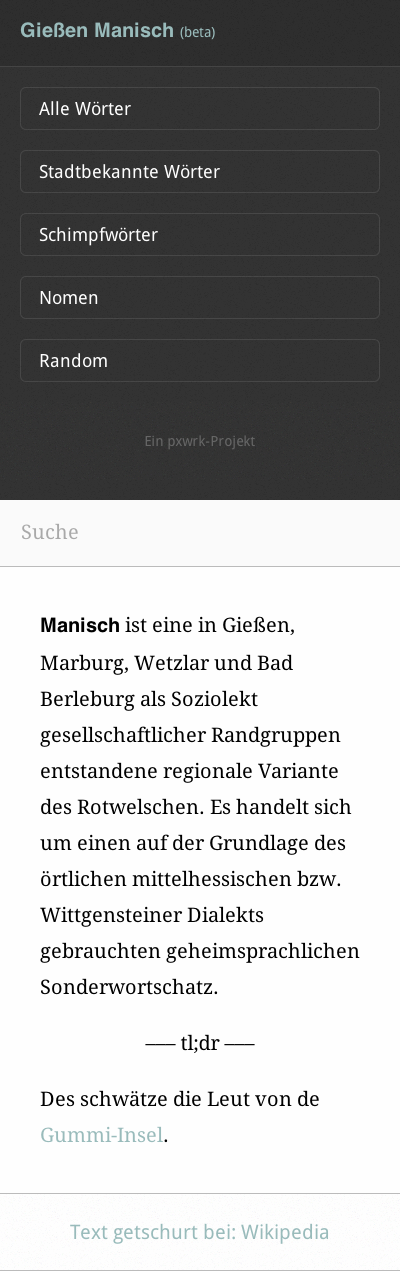 Gießen Manisch (beta)
Alle Wörter
Stadtbekannte Wörter
Schimpfwörter
Nomen
Random
Ein pxwrk-Projekt
Suche
Manisch ist eine in Gießen,
Marburg, Wetzlar und Bad
Berleburg als Soziolekt
gesellschaftlicher Randgruppen
entstandene regionale Variante
des Rotwelschen. Es handelt sich
um einen auf der Grundlage des
örtlichen mittelhessischen bzw.
Wittgensteiner Dialekts
gebrauchten geheimsprachlichen
Sonderwortschatz.
—– tl;dr —–
Des schwätze die Leut von de
Gummi-Insel.
Text getschurt bei: Wikipedia